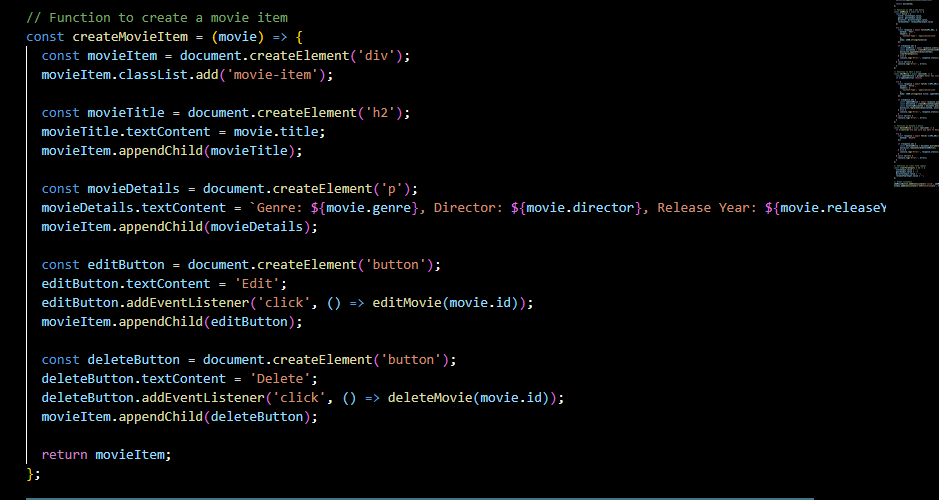 // Function to create a movie item
const createMovieItem = (movie) => {
const movieItem = document.createElement('div');
movieItem.classList.add('movie-item');
const movieTitle = document.createElement('h2');
movieTitle.textContent = movie.title;
movieItem.appendChild(movieTitle);
const movieDetails = document.createElement('p');
movieDetails.textContent = `Genre: ${movie.genre}, Director: ${movie.director}, Release Year: ${movie.releaseY
movieItem.appendChild(movieDetails);
const editButton = document.createElement('button');
editButton.textContent = 'Edit';
editButton.addEventListener('click', () => editMovie(movie.id));
movieItem.appendChild(editButton);
const deleteButton = document.createElement('button');
deleteButton.textContent = 'Delete';
deleteButton.addEventListener('click', () => deleteMovie(movie.id));
movieItem.appendChild(deleteButton);
return movieItem;
};